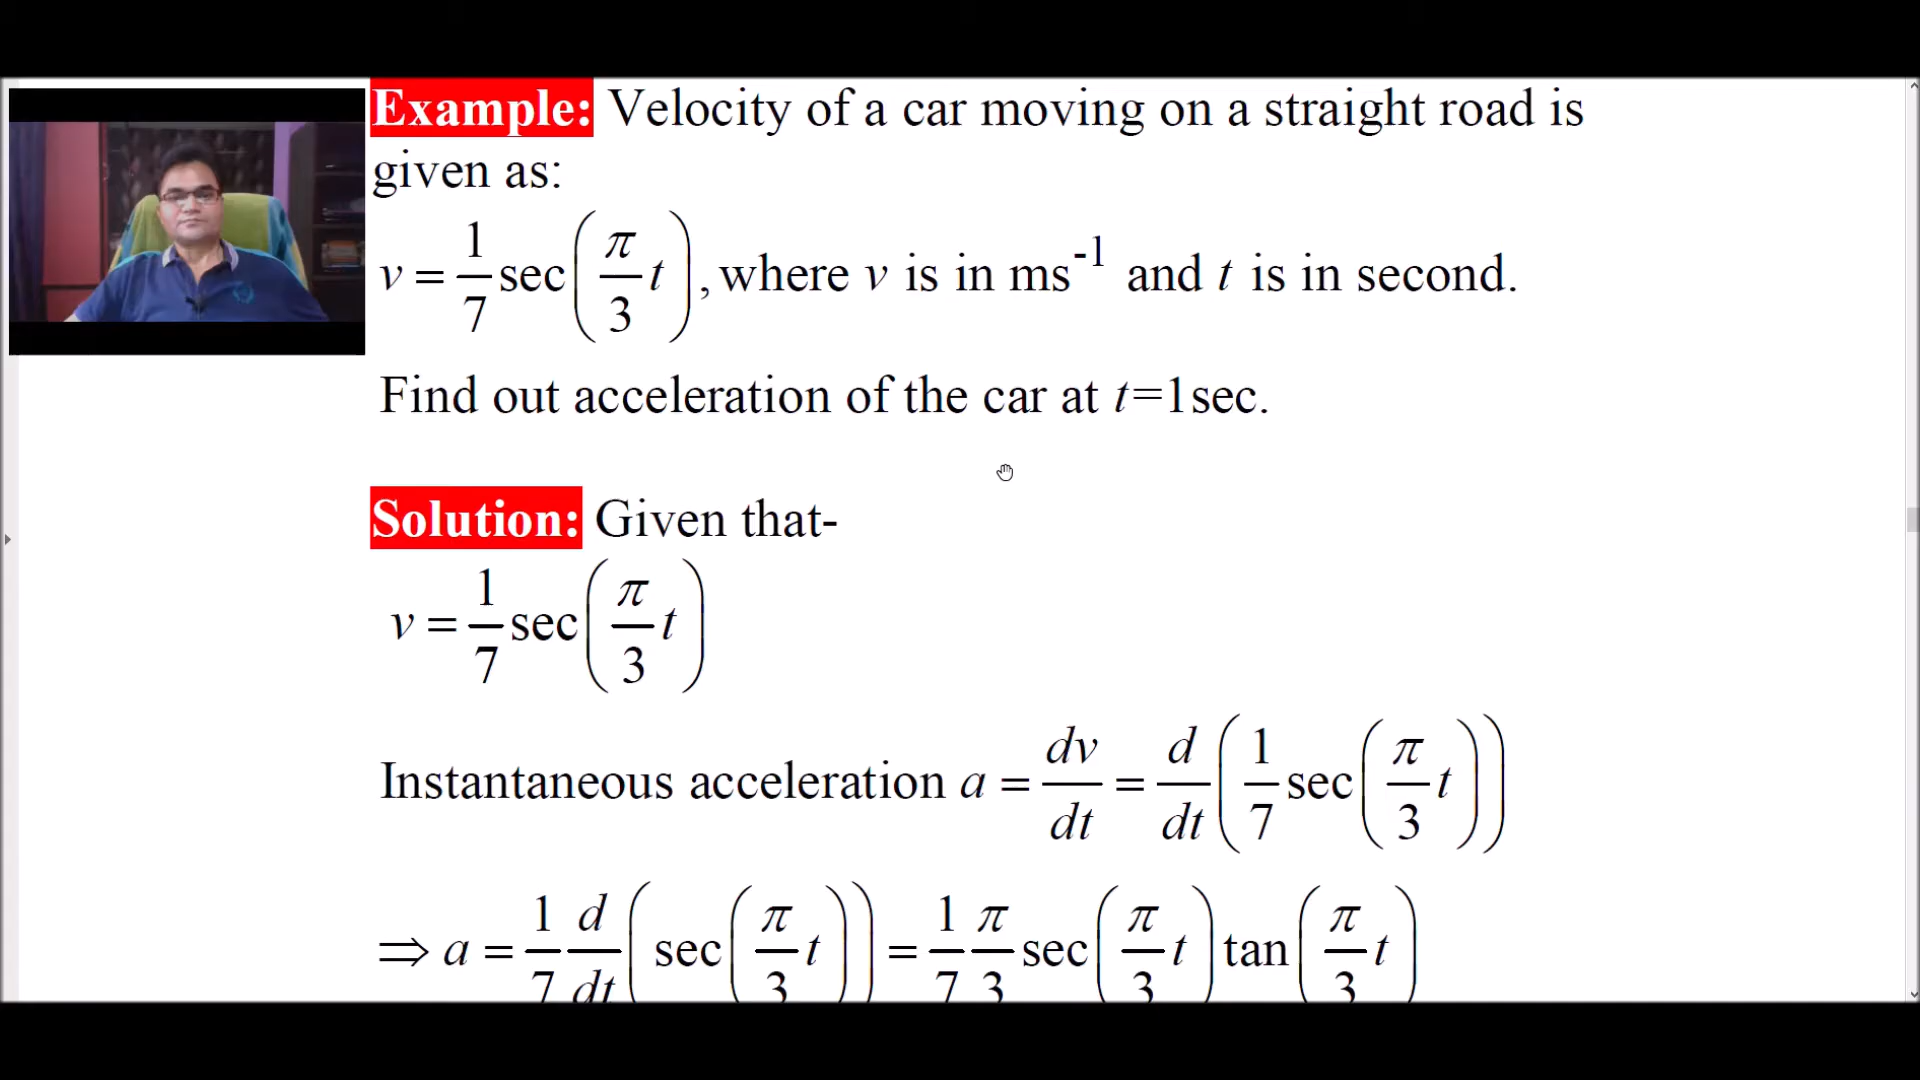 Example: Velocity of a car moving on a straight road is
given as:
v = 1/7 sec(π/3 t), where v is in ms⁻¹ and t is in second.
Find out acceleration of the car at t=1sec.
Solution: Given that-
v = 1/7 sec(π/3 t)
Instantaneous acceleration a = dv/dt = d/dt(1/7 sec(π/3 t))
⇒ a = 1/7 d/dt(sec(π/3 t)) = 1/7 π/3 sec(π/3 t) tan(π/3 t)